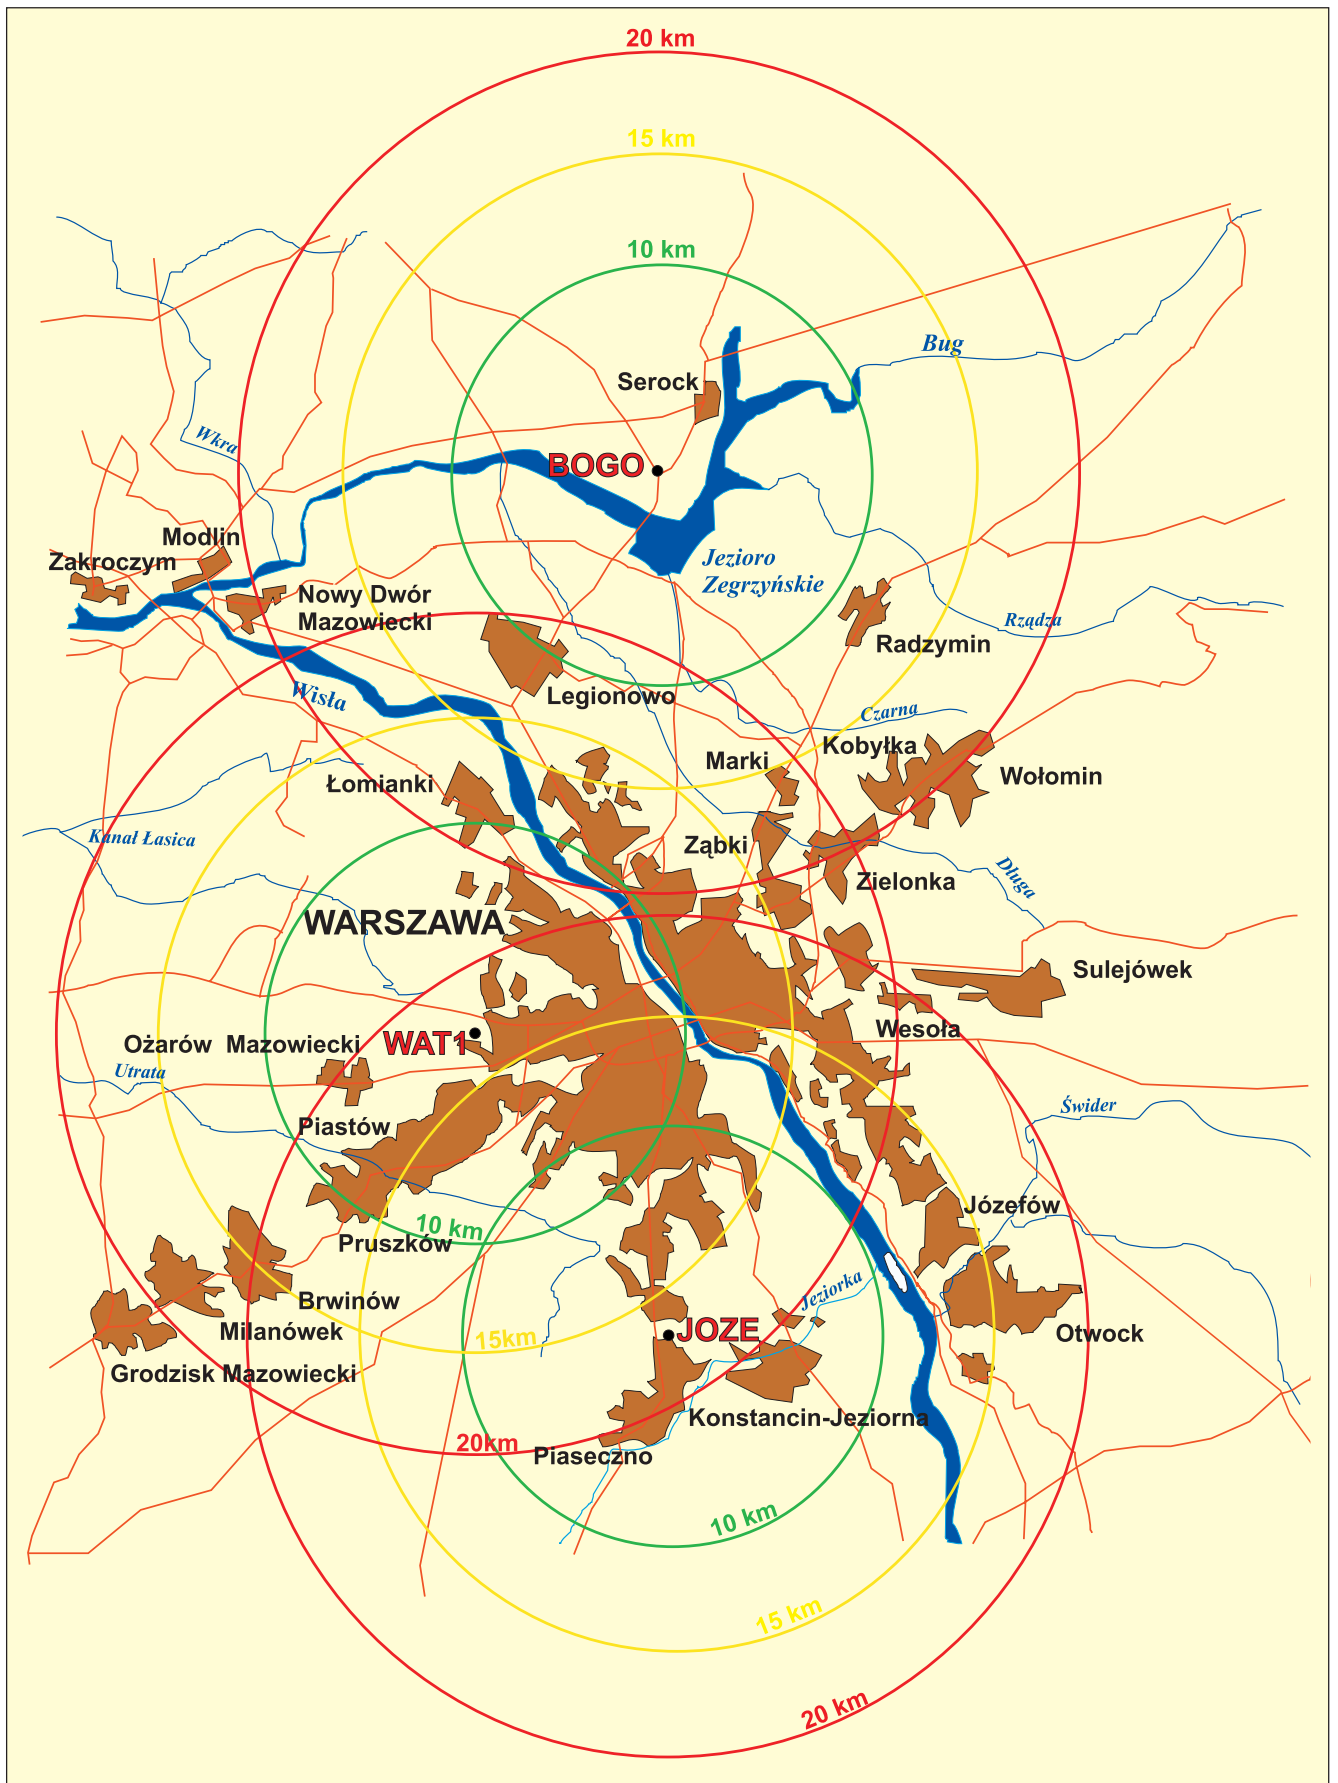 20 km
15 km
10 km
Bug
Serock
Wkra
BOGO
Modlin
Zakroczym
Jezioro
Zegrzyńskie
Nowy Dwór
Mazowiecki
Rządza
Radzymin
Wisła
Legionowo
Czarna
Kobyłka
Marki
Wołomin
Łomianki
Kanał Łasica
Ząbki
Zielonka
Długa
WARSZAWA
Sulejówek
Wesoła
WAT1
Ożarów Mazowiecki
Utrata
Świder
Piastów
Józefów
10 km
Pruszków
Jeziorka
Brwinów
Milanówek
15km
JOZE
Otwock
Grodzisk Mazowiecki
Konstancin-Jeziorna
20km
Piaseczno
10 km
15 km
20 km